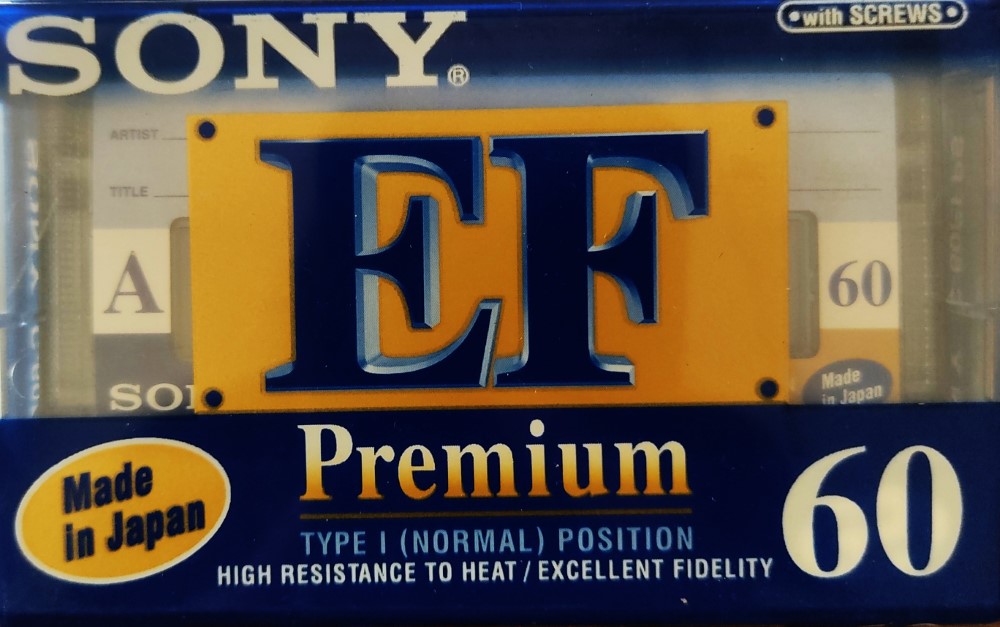 SONY®
•with SCREWS•
ARTIST
TITLE
EF
A
60
SO
Made
in Japan
Made
in Japan
Premium
60
TYPE I (NORMAL) POSITION
HIGH RESISTANCE TO HEAT / EXCELLENT FIDELITY